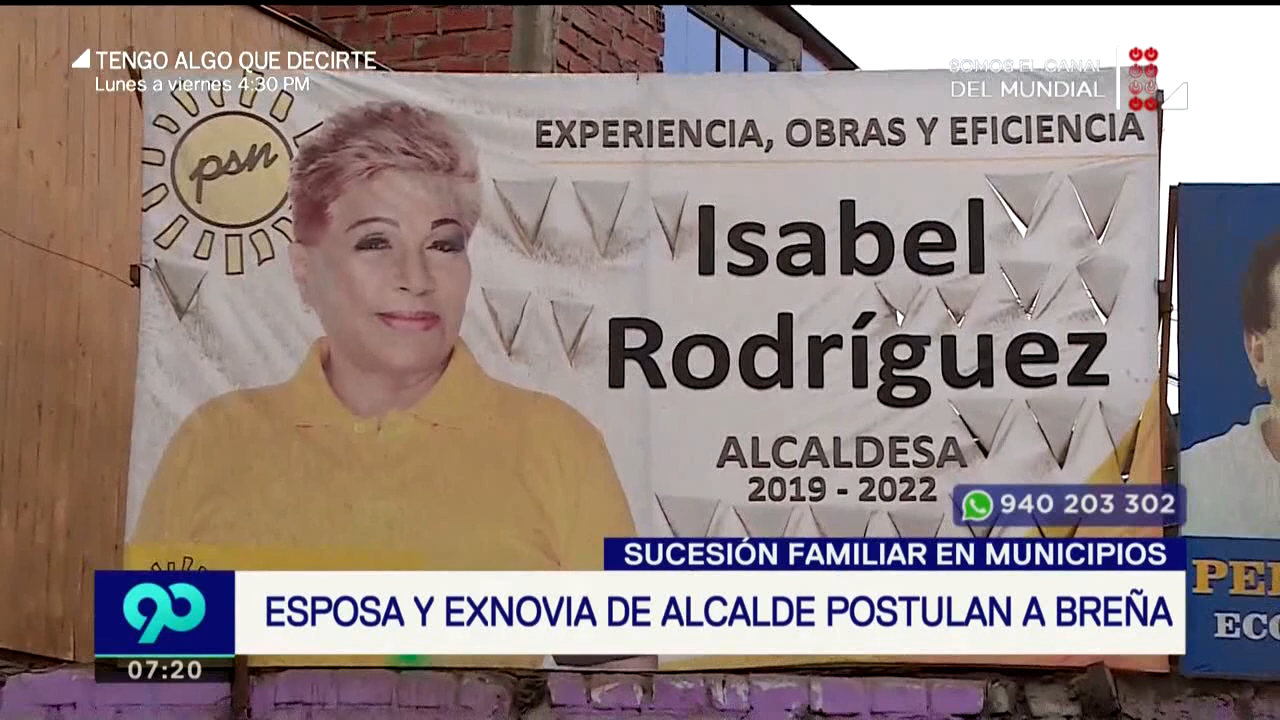 TENGO ALGO QUE DECIRTE
Lunes a viernes 4:30 PM
SOMOS EL CANAL
DEL MUNDIAL
psn
EXPERIENCIA, OBRAS Y EFICIENCIA
Isabel
Rodríguez
ALCALDESA
2019 - 2022
940 203 302
SUCESIÓN FAMILIAR EN MUNICIPIOS
90
ESPOSA Y EXNOVIA DE ALCALDE POSTULAN A BREÑA
07:20